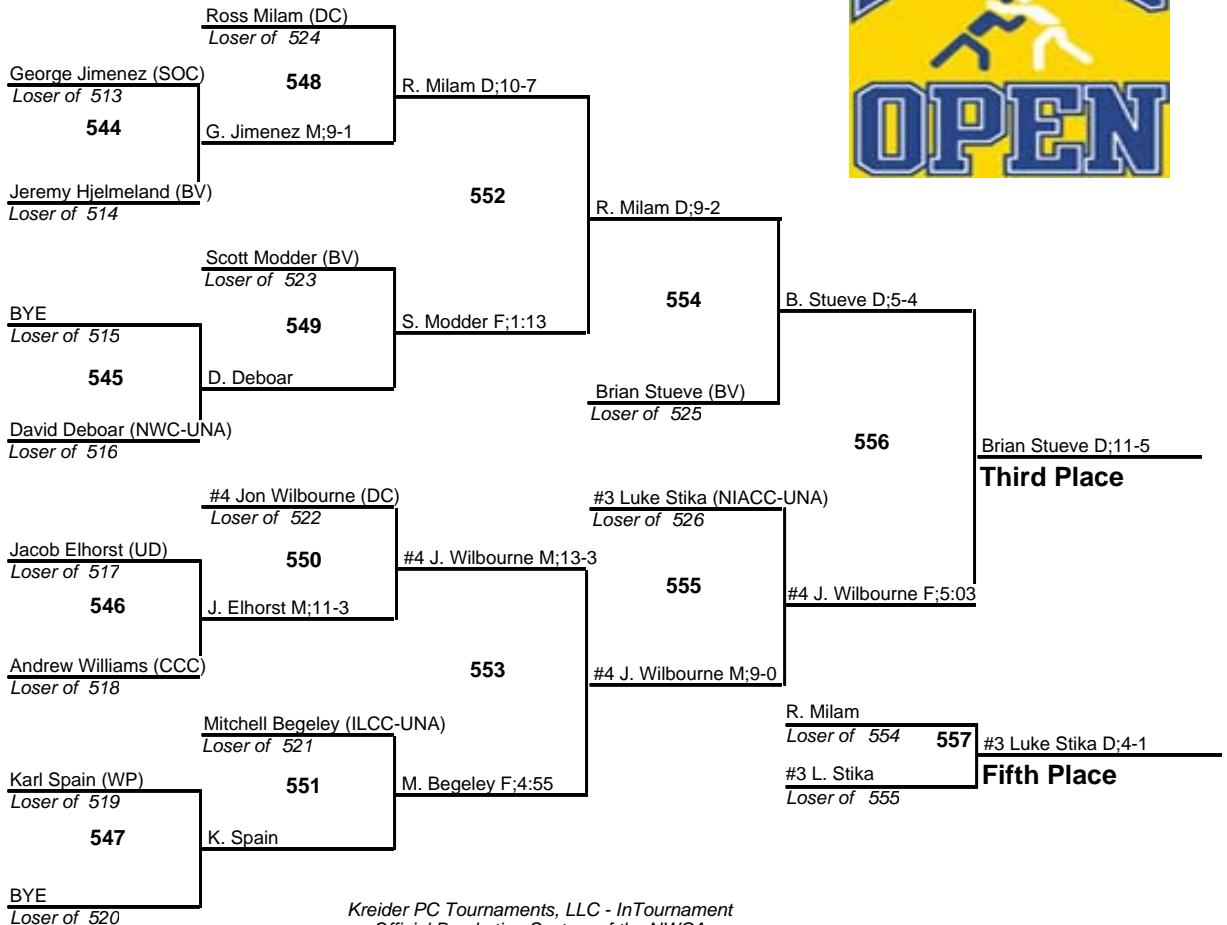 Ross Milam (DC)
Loser of 524
George Jimenez (SOC)
Loser of 513
548
R. Milam D;10-7
544
G. Jimenez M;9-1
OPEN
Jeremy Hjelmeland (BV)
Loser of 514
552
R. Milam D;9-2
Scott Modder (BV)
Loser of 523
554
B. Stueve D;5-4
BYE
Loser of 515
549
S. Modder F;1:13
545
D. Deboar
Brian Stueve (BV)
Loser of 525
David Deboar (NWC-UNA)
Loser of 516
556
Brian Stueve D;11-5
Third Place
#4 Jon Wilbourne (DC)
Loser of 522
#3 Luke Stika (NIACC-UNA)
Loser of 526
Jacob Elhorst (UD)
Loser of 517
550
#4 J. Wilbourne M;13-3
555
546
J. Elhorst M;11-3
#4 J. Wilbourne F;5:03
Andrew Williams (CCC)
Loser of 518
553
#4 J. Wilbourne M;9-0
Mitchell Begeley (ILCC-UNA)
Loser of 521
R. Milam
Loser of 554
557
#3 Luke Stika D;4-1
Fifth Place
#3 L. Stika
Loser of 555
Karl Spain (WP)
Loser of 519
551
M. Begeley F;4:55
547
K. Spain
BYE
Loser of 520
Kreider PC Tournaments, LLC - InTournament